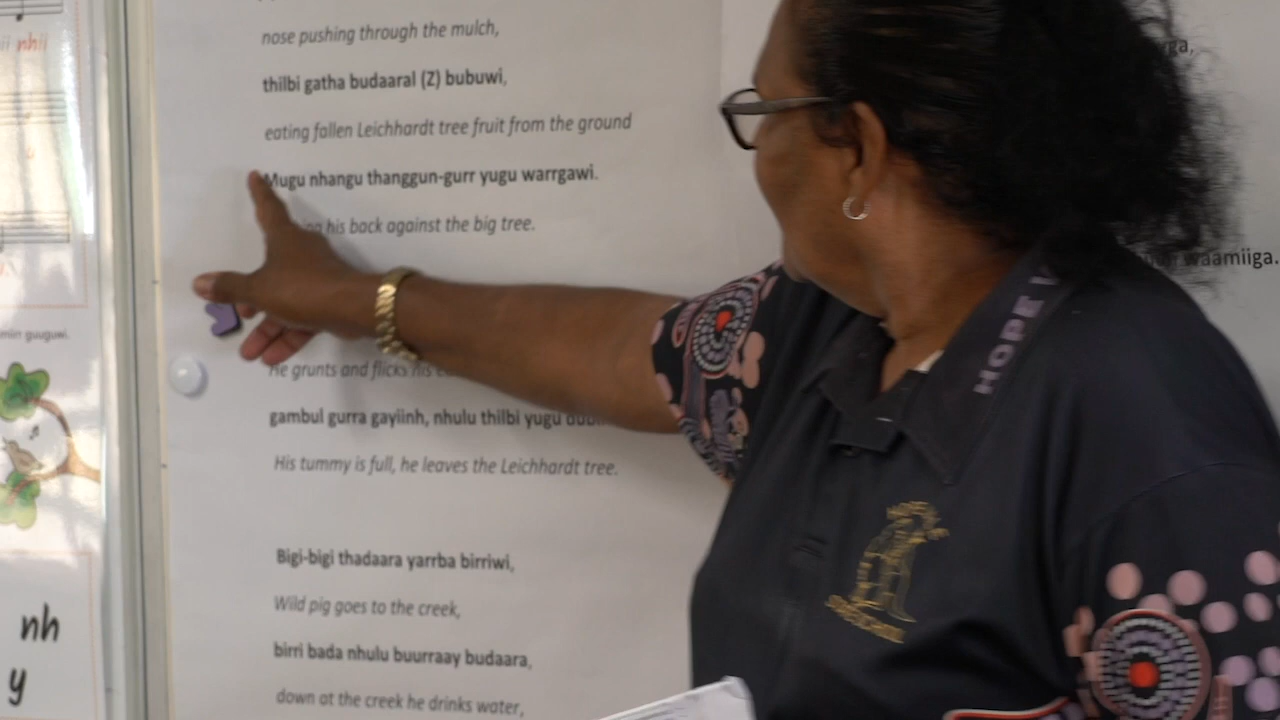 nhii
nose pushing through the mulch,
thilbi gatha budaaral (Z) bubuwi,
eating fallen Leichhardt tree fruit from the ground
Mugu nhangu thanggun-gurr yugu warrgawi.
his back against the big tree.
He grunts and flicks his
gambul gurra gayiinh, nhulu thilbi yugu
His tummy is full, he leaves the Leichhardt tree.
Bigi-bigi thadaara yarrba birriwi,
Wild pig goes to the creek,
birri bada nhulu buurraay budaara,
down at the creek he drinks water,
guuguwi.
nh
y
waamiiga.
HOPE